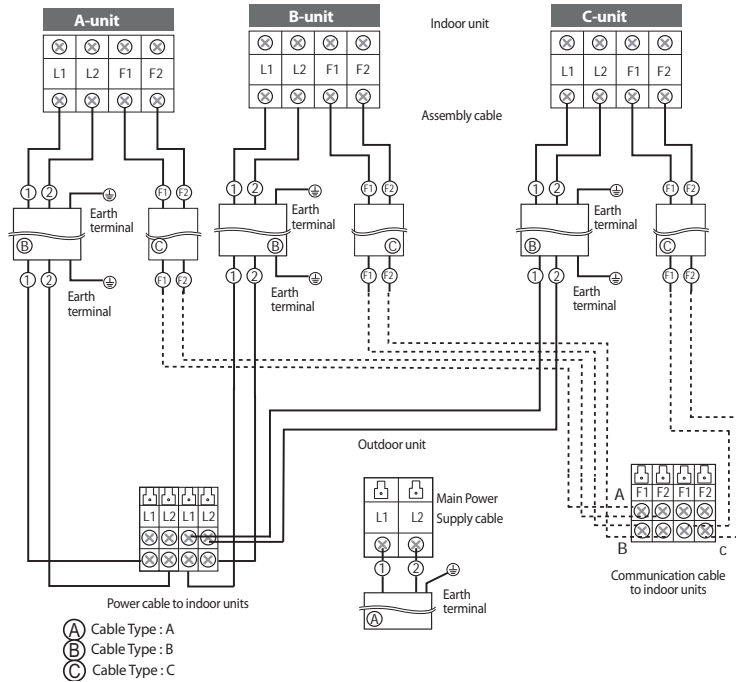 A-unit
B-unit
C-unit
Indoor unit
L1 L2 F1 F2
L1 L2 F1 F2
L1 L2 F1 F2
Assembly cable
1 2 F1 F2
1 2 F1 F2
1 2 F1 F2
Earth
terminal
Earth
terminal
Earth
terminal
B C
B C
B C
1 2 F1 F2
1 2 F1 F2
1 2 F1 F2
Earth
terminal
Earth
terminal
Earth
terminal
Outdoor unit
L1 L2 L1 L2
Power cable to indoor units
L1 L2
Main Power
Supply cable
1 2
Earth
terminal
A
F1 F2 F1 F2
A
B
C
Communication cable
to indoor units
A Cable Type : A
B Cable Type : B
C Cable Type : C